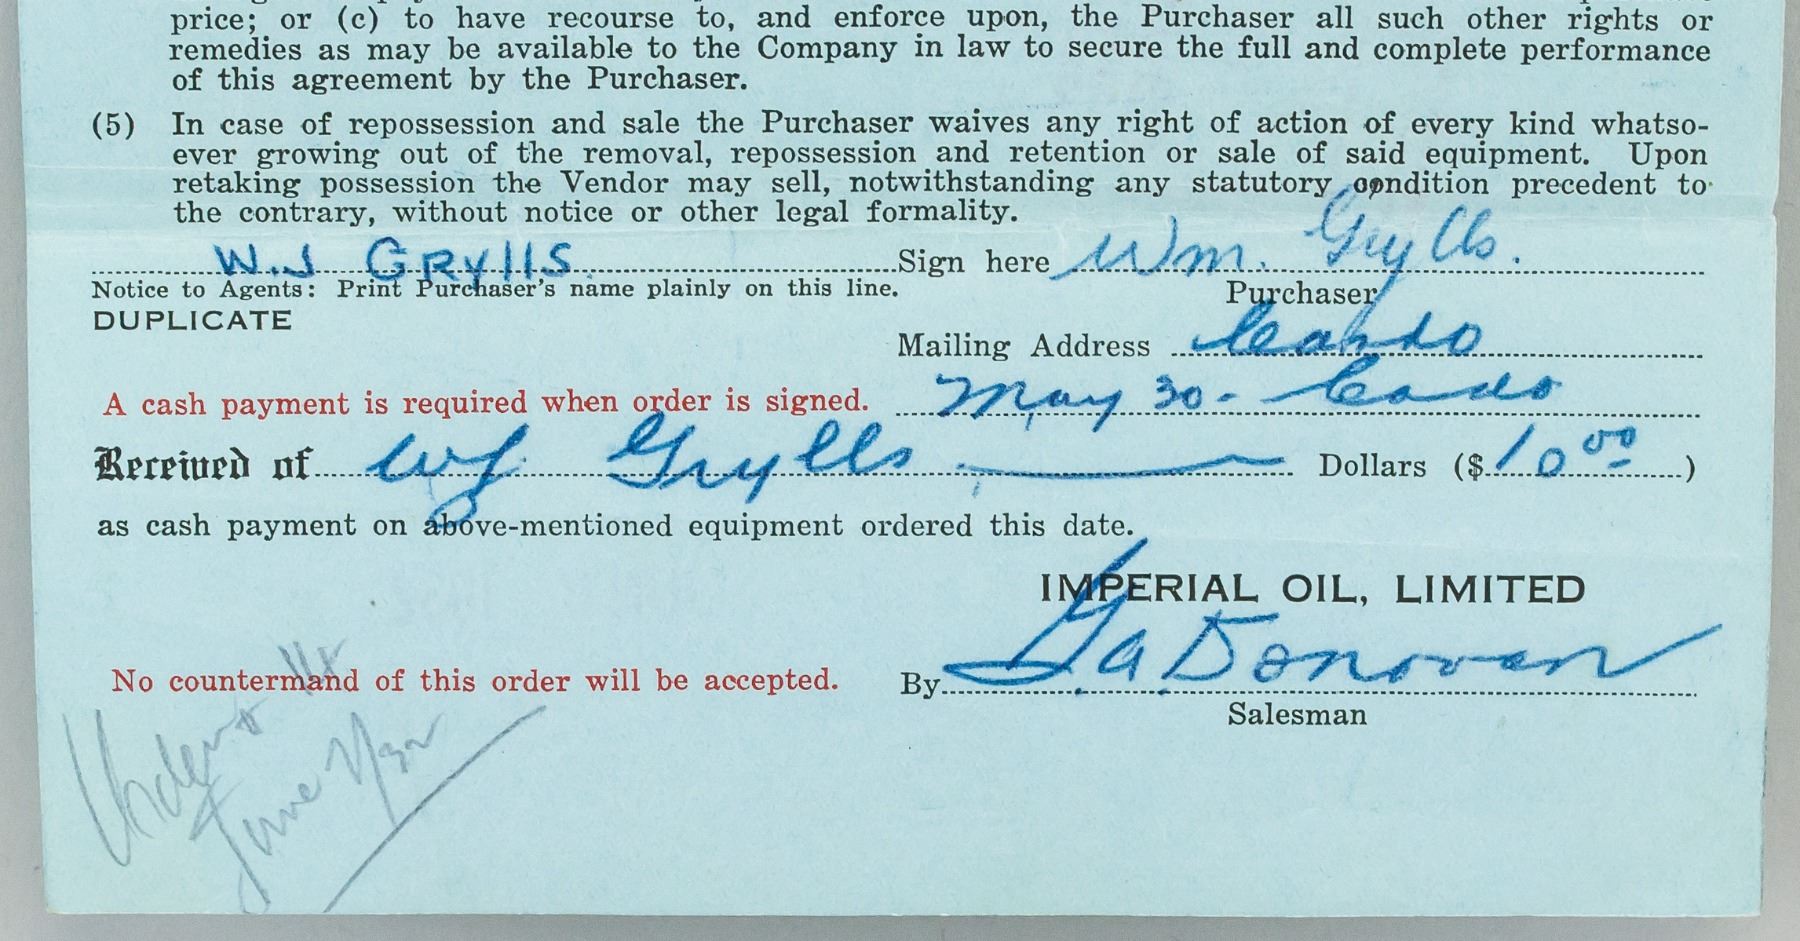 price; or (c) to have recourse to, and enforce upon, the Purchaser all such other rights or
remedies as may be available to the Company in law to secure the full and complete performance
of this agreement by the Purchaser.
(5) In case of repossession and sale the Purchaser waives any right of action of every kind whatso-
ever growing out of the removal, repossession and retention or sale of said equipment. Upon
retaking possession the Vendor may sell, notwithstanding any statutory condition precedent to
the contrary, without notice or other legal formality.
W.J GRYllS. Sign here Wm. Grylls.
Notice to Agents: Print Purchaser's name plainly on this line. Purchaser
DUPLICATE
Mailing Address Cando
A cash payment is required when order is signed. May 30 - Cando
Received of WJ Grylls Dollars ($10 00)
as cash payment on above-mentioned equipment ordered this date.
IMPERIAL OIL, LIMITED
No countermand of this order will be accepted. By G A Donovan
Salesman